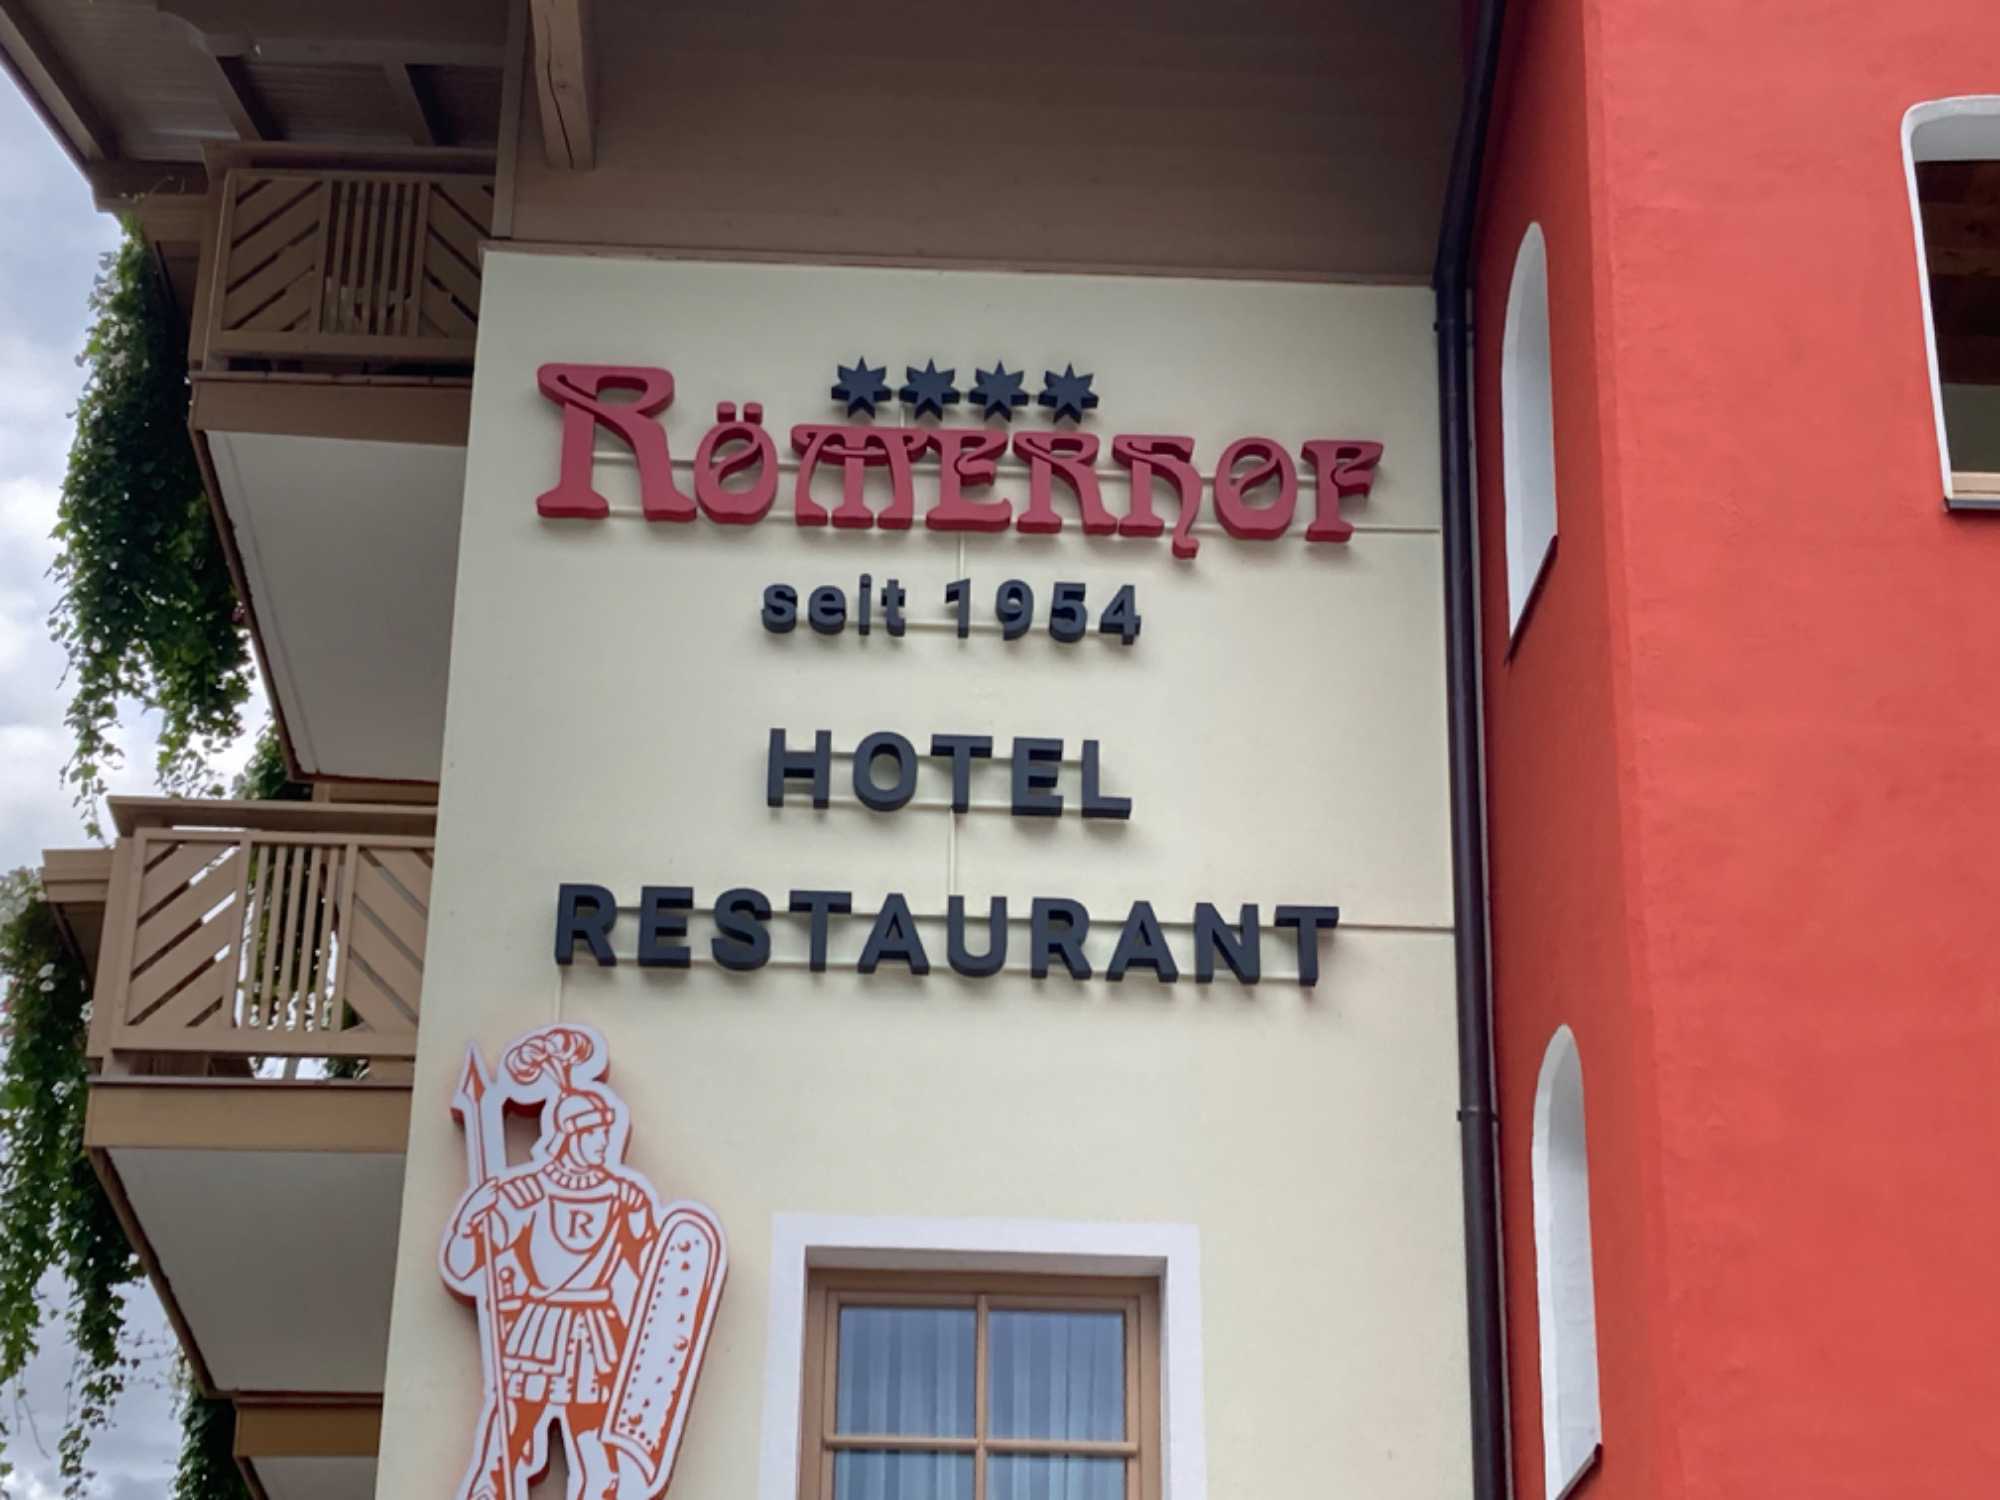 RÖMERHOF
seit 1954
HOTEL
RESTAURANT
R